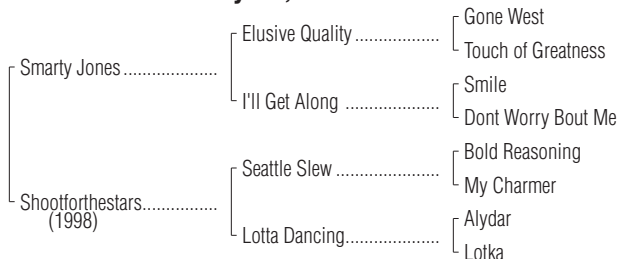 Gone West
Elusive Quality ..................
Touch of Greatness
Smarty Jones ....................
Smile
I'll Get Along ....................
Dont Worry Bout Me
Bold Reasoning
Seattle Slew ......................
My Charmer
Shootforthestars................
(1998)
Alydar
Lotta Dancing....................
Lotka